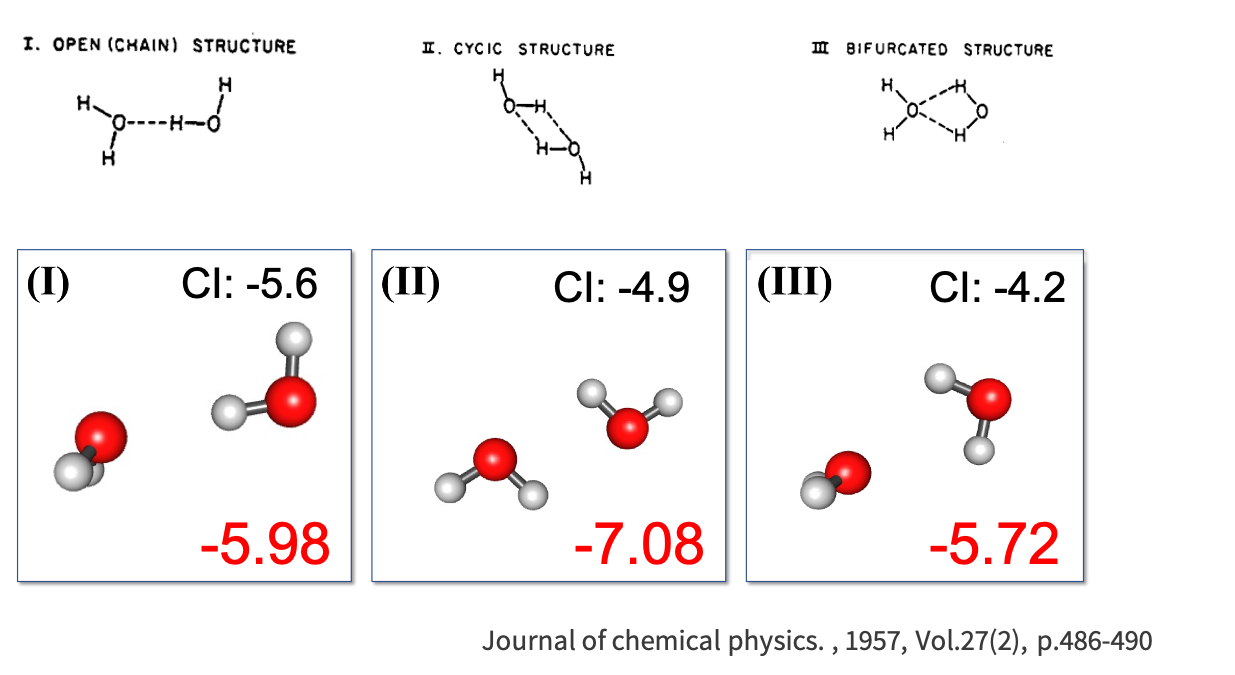 I. OPEN (CHAIN) STRUCTURE
II. CYCIC STRUCTURE
III BIFURCATED STRUCTURE
H
H
O----H—O
H
H
O—H
H—O
H
H H
O O
H H
(I) CI: -5.6
(II) CI: -4.9
(III) CI: -4.2
-5.98
-7.08
-5.72
Journal of chemical physics. , 1957, Vol.27(2), p.486-490